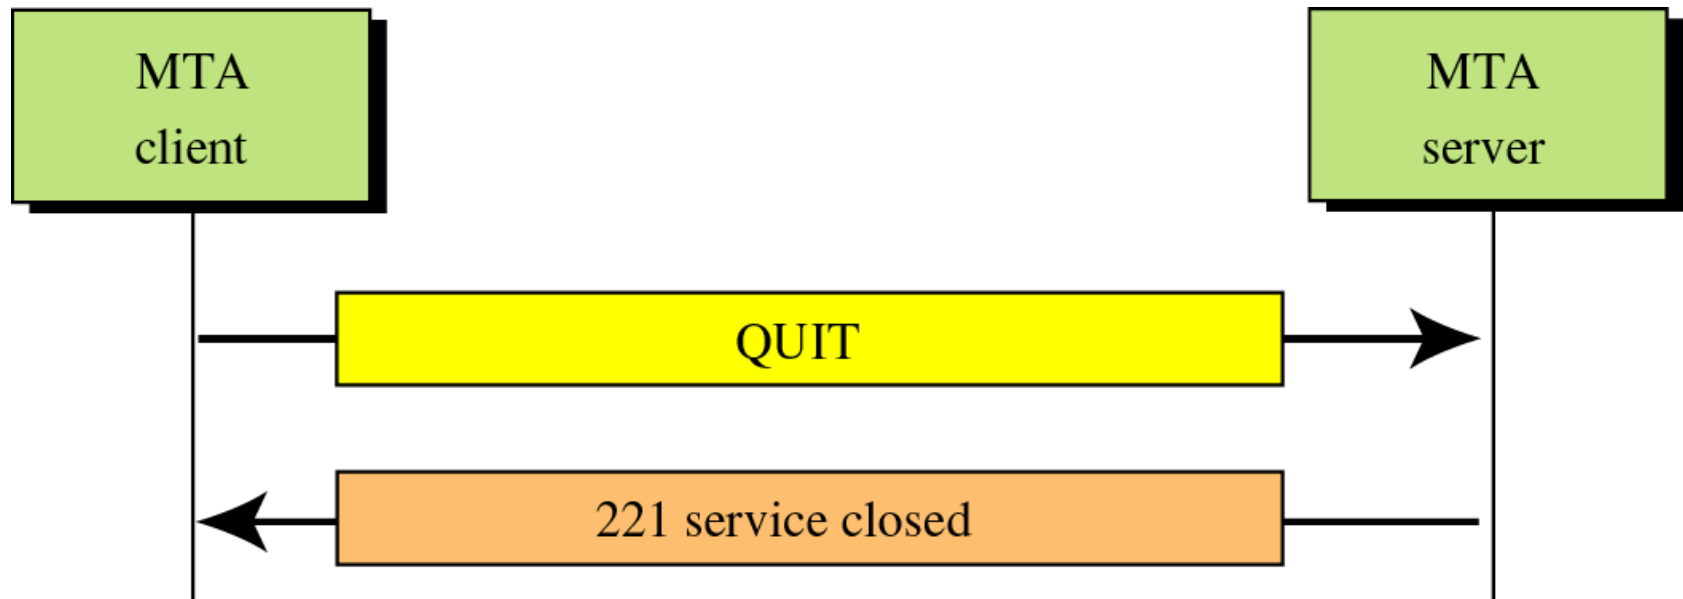 MTA
client
MTA
server
QUIT
221 service closed